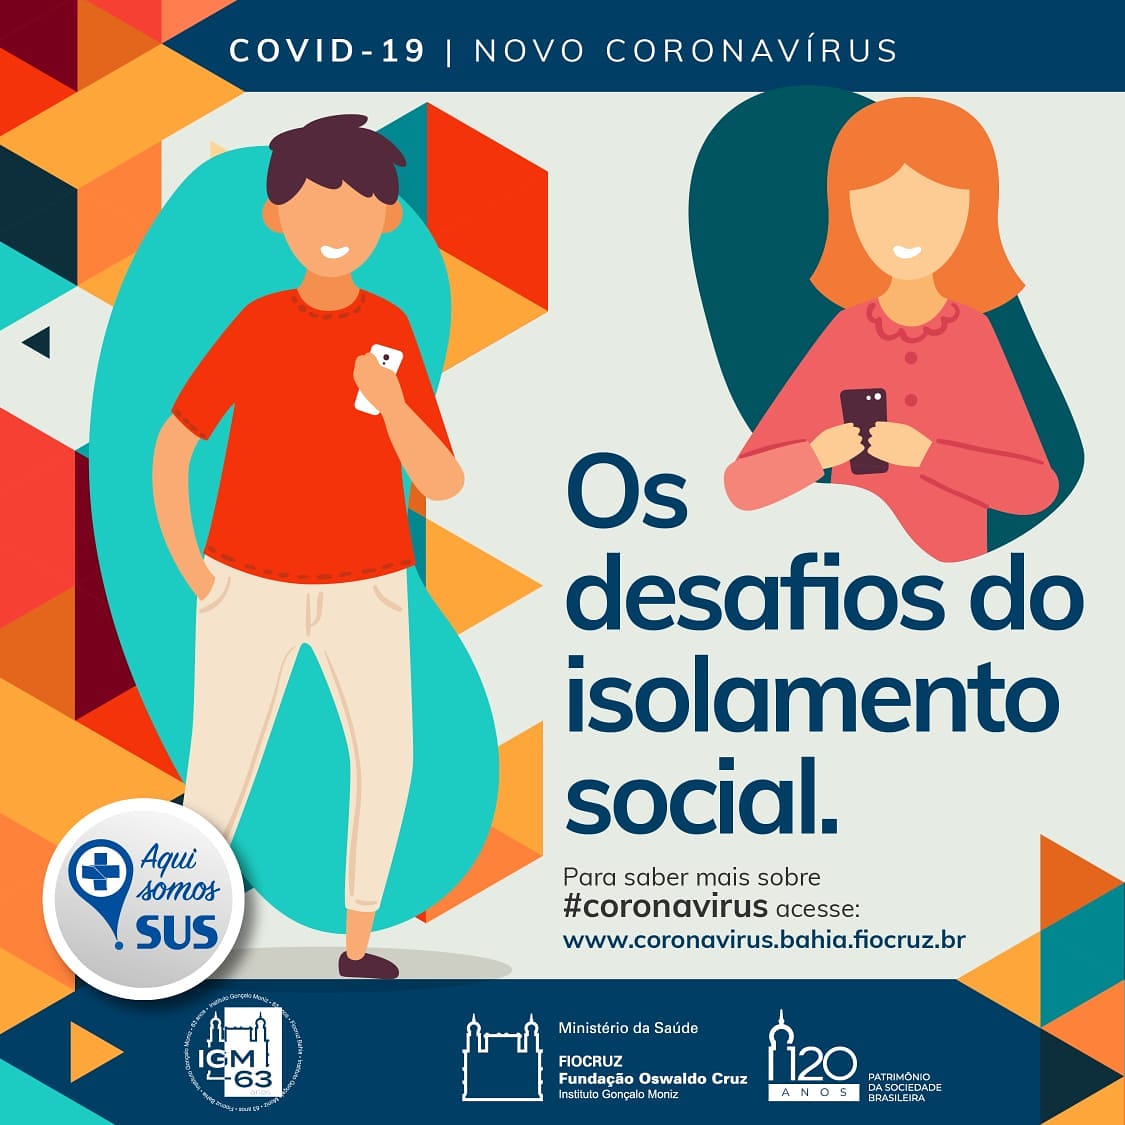 COVID-19 | NOVO CORONAVÍRUS
Os
desafios do
isolamento
social.
Para saber mais sobre
#coronavirus acesse:
www.coronavirus.bahia.fiocruz.br
Aqui
somos
SUS
IGM
63
anos
Ministério da Saúde
FIOCRUZ
Fundação Oswaldo Cruz
Instituto Gonçalo Moniz
120
ANOS
PATRIMÔNIO
DA SOCIEDADE
BRASILEIRA